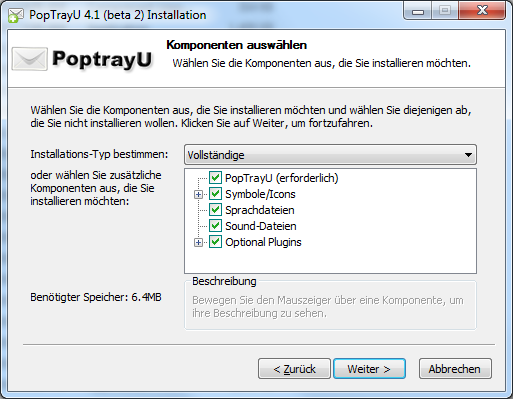 PopTrayU 4.1 (beta 2) Installation
PoptrayU
Komponenten auswählen
Wählen Sie die Komponenten aus, die Sie installieren möchten.
Wählen Sie die Komponenten aus, die Sie installieren möchten und wählen Sie diejenigen ab,
die Sie nicht installieren wollen. Klicken Sie auf Weiter, um fortzufahren.
Installations-Typ bestimmen:
Vollständige
oder wählen Sie zusätzliche
Komponenten aus, die Sie
installieren möchten:
PopTrayU (erforderlich)
Symbole/Icons
Sprachdateien
Sound-Dateien
Optional Plugins
Benötigter Speicher: 6.4MB
Beschreibung
Bewegen Sie den Mauszeiger über eine Komponente, um
ihre Beschreibung zu sehen.
< Zurück
Weiter >
Abbrechen